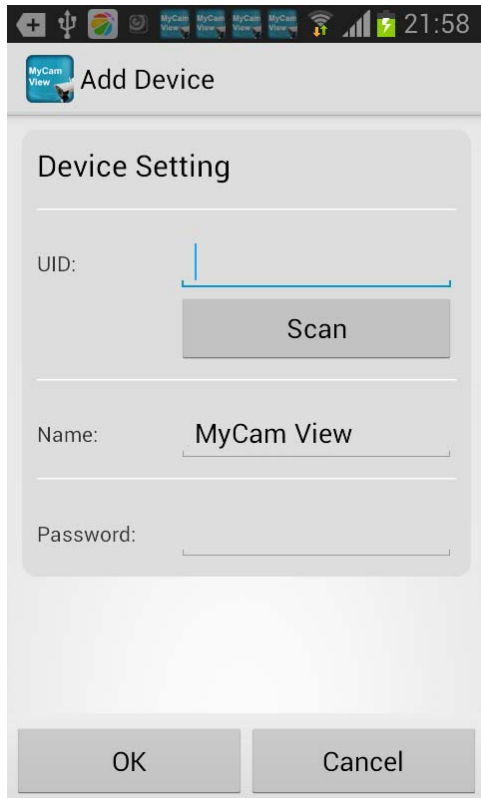 21:58
MyCam
View
Add Device
Device Setting
UID:
Scan
Name: MyCam View
Password:
OK Cancel